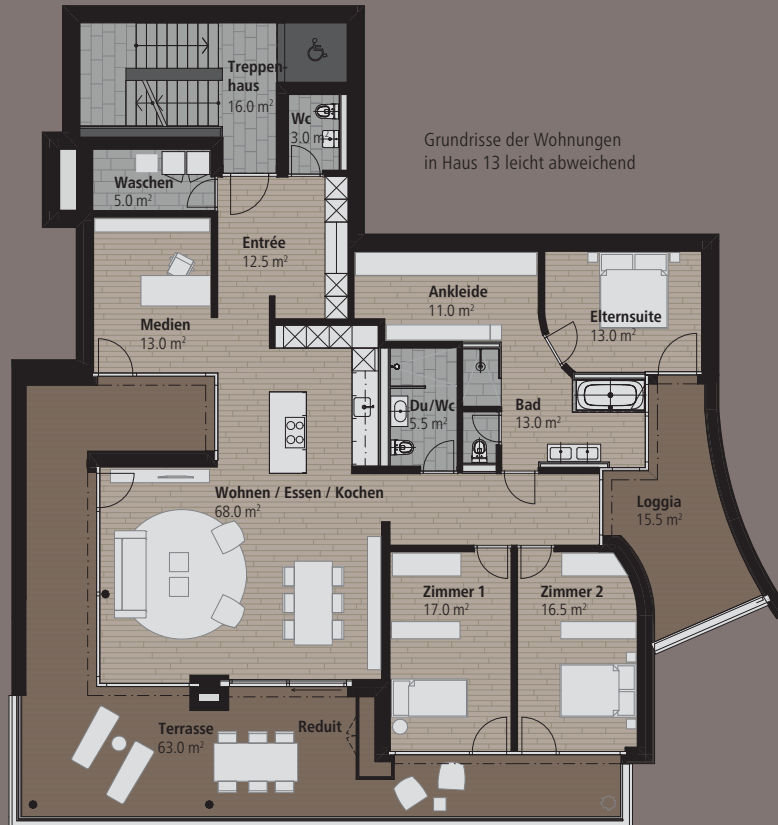 Treppen-
haus
16.0 m²
Wc
3.0 m²
Grundrisse der Wohnungen
in Haus 13 leicht abweichend
Waschen
5.0 m²
Entrée
12.5 m²
Ankleide
11.0 m²
Elternsuite
13.0 m²
Medien
13.0 m²
Du/Wc
5.5 m²
Bad
13.0 m²
Wohnen / Essen / Kochen
68.0 m²
Loggia
15.5 m²
Zimmer 1
17.0 m²
Zimmer 2
16.5 m²
Terrasse
63.0 m²
Reduit